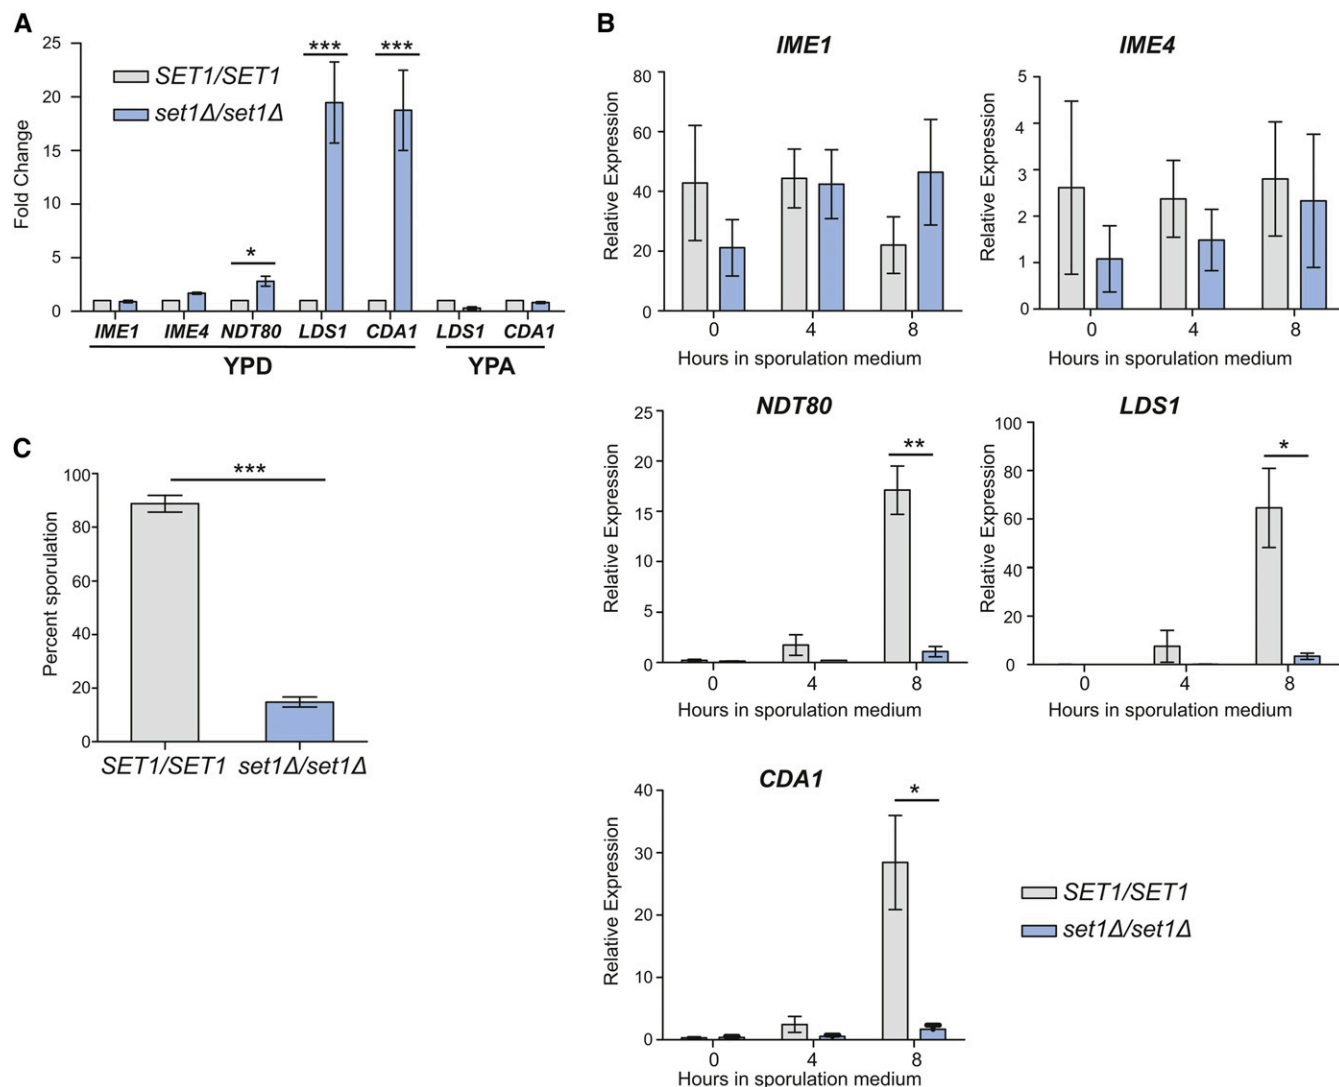 A
25
20
15
10
5
0
Fold Change
SET1/SET1
set1Δ/set1Δ
*** ***
*
IME1 IME4 NDT80 LDS1 CDA1 LDS1 CDA1
YPD YPA
B
IME1
80
60
40
20
0
Relative Expression
0 4 8
Hours in sporulation medium
IME4
5
4
3
2
1
0
Relative Expression
0 4 8
Hours in sporulation medium
NDT80
25
20
15
10
5
0
Relative Expression
**
0 4 8
Hours in sporulation medium
LDS1
100
80
60
40
20
0
Relative Expression
*
0 4 8
Hours in sporulation medium
C
100
80
60
40
20
0
Percent sporulation
***
SET1/SET1 set1Δ/set1Δ
CDA1
40
30
20
10
0
Relative Expression
*
0 4 8
Hours in sporulation medium
SET1/SET1
set1Δ/set1Δ